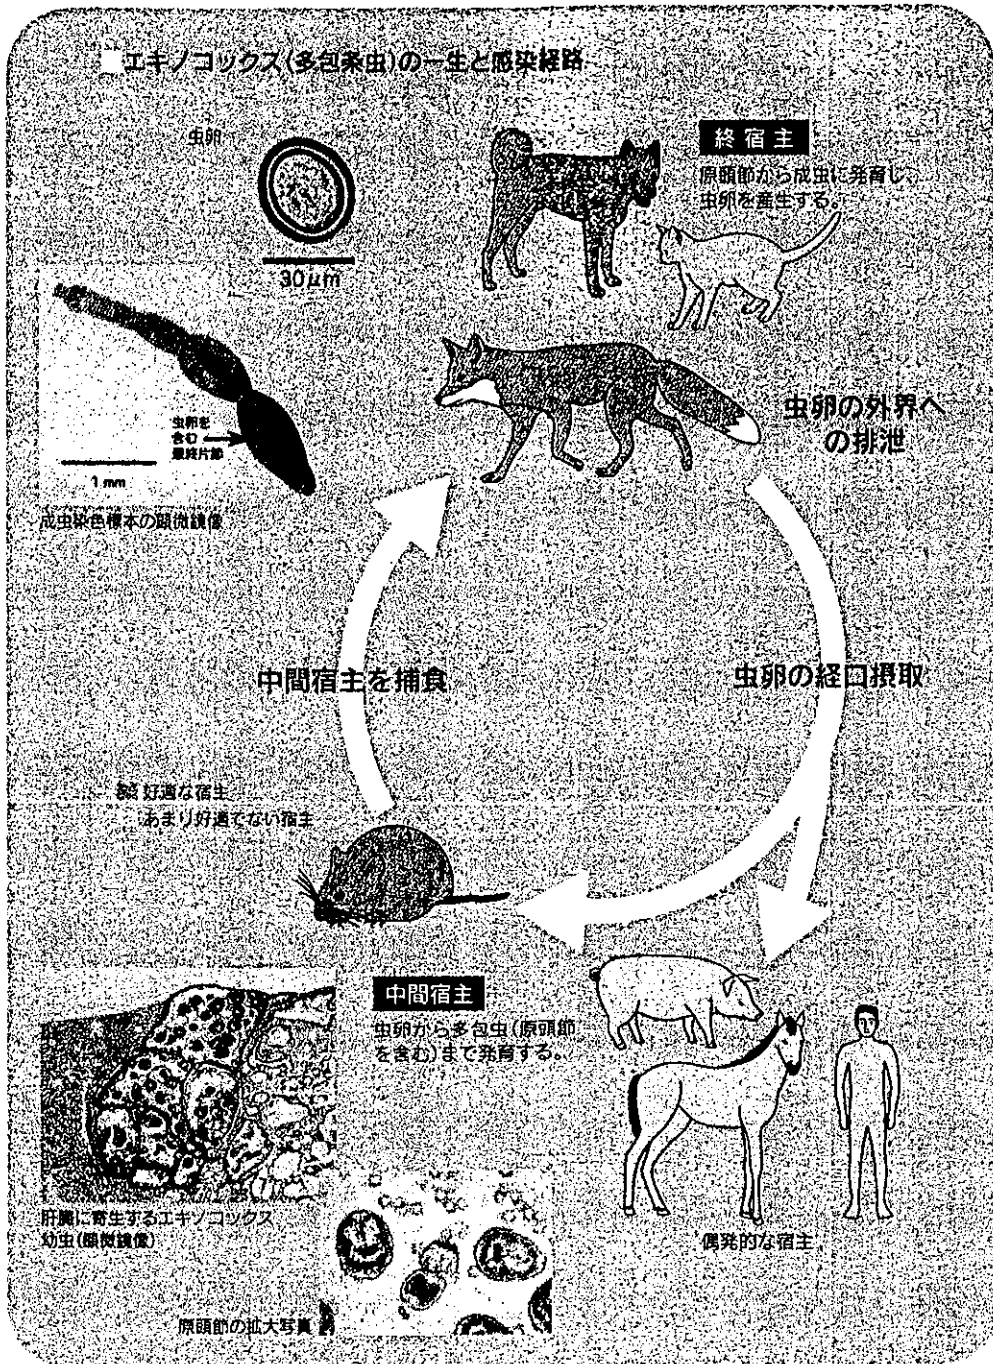 エキノコックス(多包条虫)の一生と感染経路
虫卵
30μm
終宿主
原頭節から成虫に発育し、
虫卵を産生する。
虫卵を
含む
最終片節
1 mm
成虫染色標本の顕微鏡像
虫卵の外界へ
の排泄
中間宿主を捕食
虫卵の経口摂取
好適な宿主
あまり好適でない宿主
中間宿主
虫卵から多包虫(原頭節
を含む)まで発育する。
肝臓に寄生するエキノコックス
幼虫(顕微鏡像)
原頭節の拡大写真
偶発的な宿主